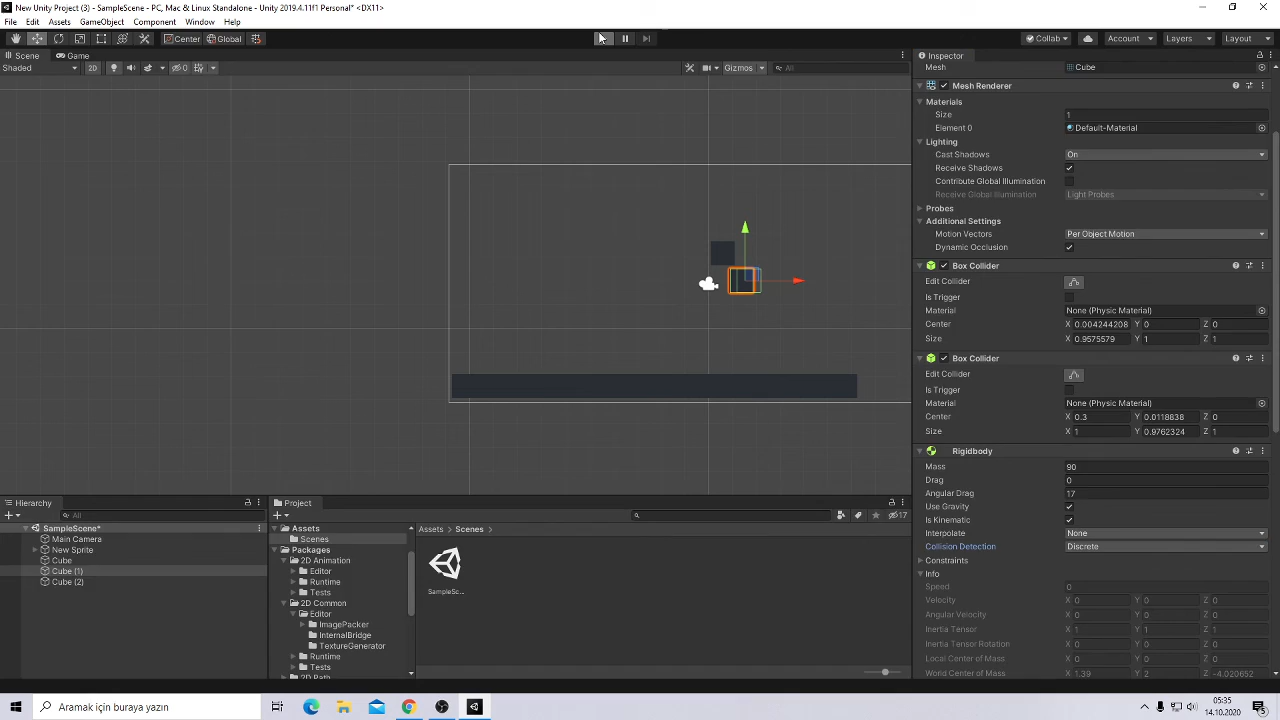 New Unity Project (3) - SampleScene - PC, Mac & Linux Standalone - Unity 2019.4.11f1 Personal* <DX11>
File Edit Assets GameObject Component Window Help
Center Global Collab Account Layers Layout
Scene Game
Shaded 2D 0 Gizmos All
Inspector
Mesh Cube
Mesh Renderer
Materials
Size 1
Element 0 Default-Material
Lighting
Cast Shadows On
Receive Shadows
Contribute Global Illumination
Receive Global Illumination Light Probes
Probes
Additional Settings
Motion Vectors Per Object Motion
Dynamic Occlusion
Box Collider
Edit Collider
Is Trigger
Material None (Physic Material)
Center X 0.004244208 Y 0 Z 0
Size X 0.9575579 Y 1 Z 1
Box Collider
Edit Collider
Is Trigger
Material None (Physic Material)
Center X 0.3 Y 0.0118838 Z 0
Size X 1 Y 0.9762324 Z 1
Rigidbody
Mass 90
Drag 0
Angular Drag 17
Use Gravity
Is Kinematic
Interpolate None
Collision Detection Discrete
Constraints
Info
Speed 0
Velocity X 0 Y 0 Z 0
Angular Velocity X 0 Y 0 Z 0
Inertia Tensor X 1 Y 1 Z 1
Inertia Tensor Rotation X 0 Y 0 Z 0
Local Center of Mass X 0 Y 0 Z 0
World Center of Mass X 1.39 Y 2 Z -4.020652
Hierarchy
All
SampleScene*
Main Camera
New Sprite
Cube
Cube (1)
Cube (2)
Project
17
Assets
Scenes
Packages
2D Animation
Editor
Runtime
Tests
2D Common
Editor
ImagePacker
InternalBridge
TextureGenerator
Runtime
Tests
2D Path
Assets Scenes
SampleSc...
Aramak için buraya yazın
05:35
14.10.2020